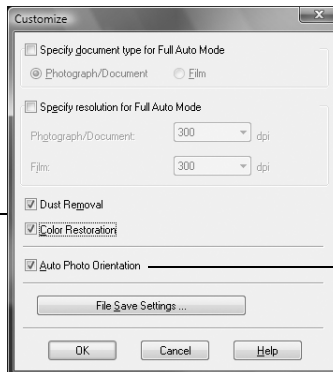 Customize
Specify document type for Full Auto Mode
Photograph/Document Film
Specify resolution for Full Auto Mode
Photograph/Document: 300 dpi
Film: 300 dpi
Dust Removal
Color Restoration
Auto Photo Orientation
File Save Settings ...
OK Cancel Help